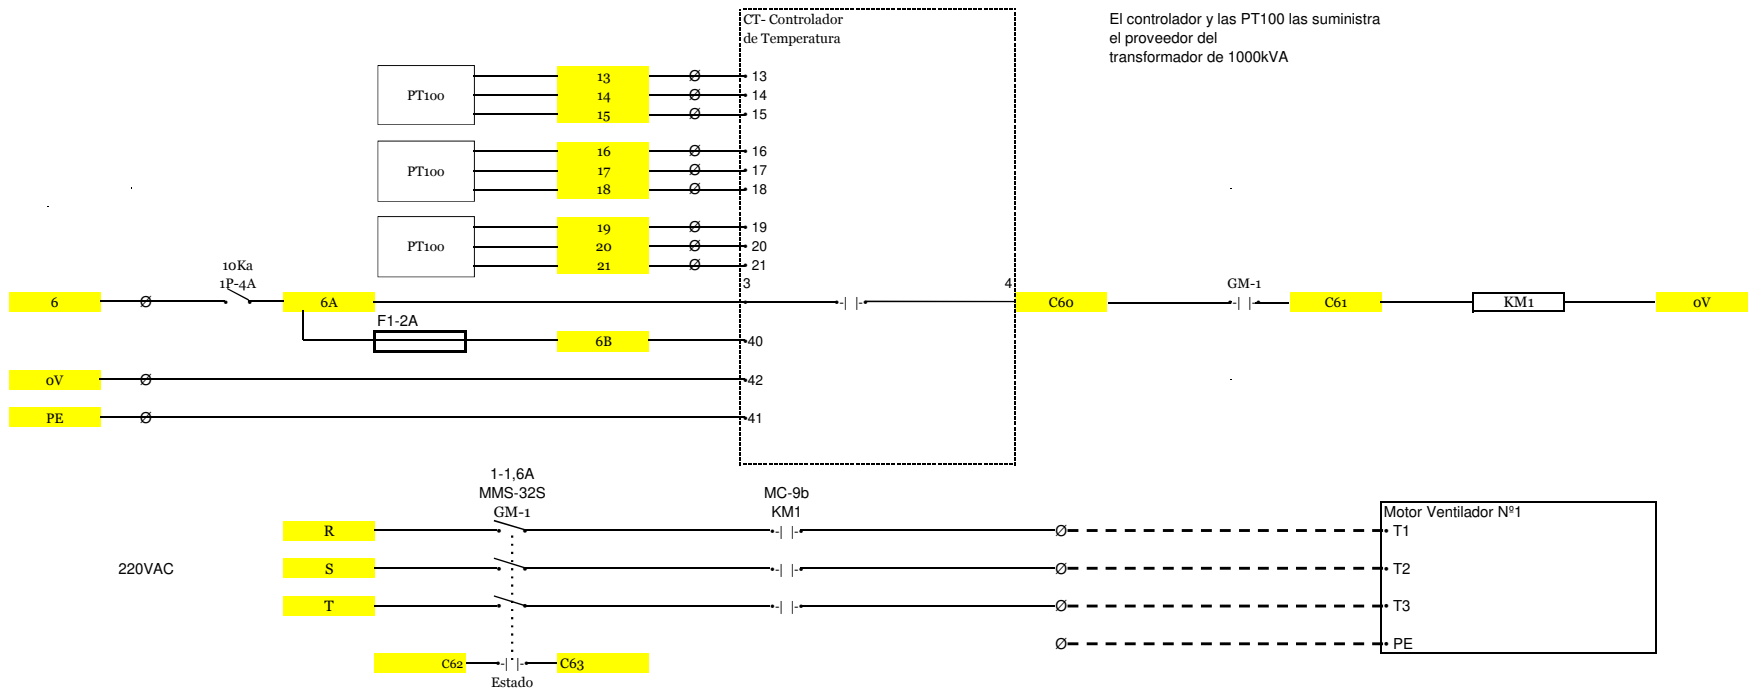 CT- Controlador
de Temperatura
El controlador y las PT100 las suministra
el proveedor del
transformador de 1000kVA
PT100
13 Ø 13
14 Ø 14
15 Ø 15
PT100
16 Ø 16
17 Ø 17
18 Ø 18
PT100
19 Ø 19
20 Ø 20
21 Ø 21
10Ka
1P-4A
3 4
GM-1
6 Ø 6A C60 C61 KM1 0V
F1-2A
6B 40
0V Ø 42
PE Ø 41
1-1,6A
MMS-32S
GM-1
MC-9b
KM1
Motor Ventilador Nº1
220VAC
R Ø T1
S Ø T2
T Ø T3
Ø PE
C62 C63
Estado